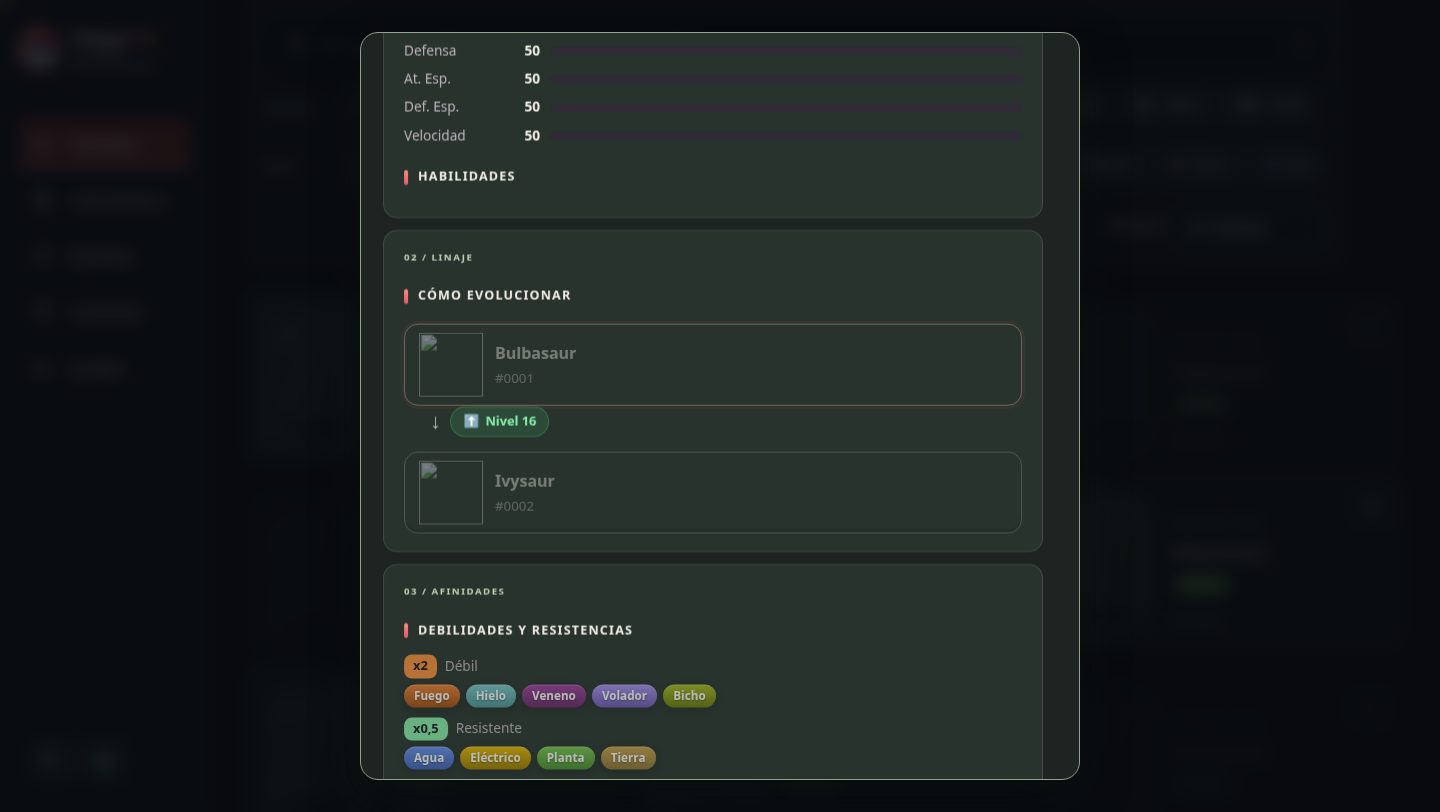 Defensa 50
At. Esp. 50
Def. Esp. 50
Velocidad 50
HABILIDADES
02 / LINAJE
CÓMO EVOLUCIONAR
Bulbasaur
#0001
↓ ⬆️ Nivel 16
Ivysaur
#0002
03 / AFINIDADES
DEBILIDADES Y RESISTENCIAS
x2 Débil
Fuego Hielo Veneno Volador Bicho
x0,5 Resistente
Agua Eléctrico Planta Tierra